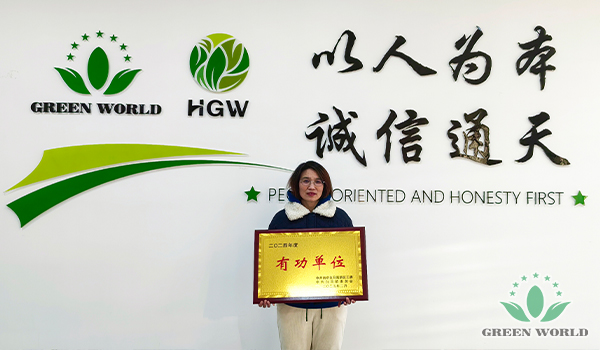 GREEN WORLD
HGW
以人为本
诚信通天
PE ORIENTED AND HONESTY FIRST
二〇二四年度
有功单位
GREEN WORLD